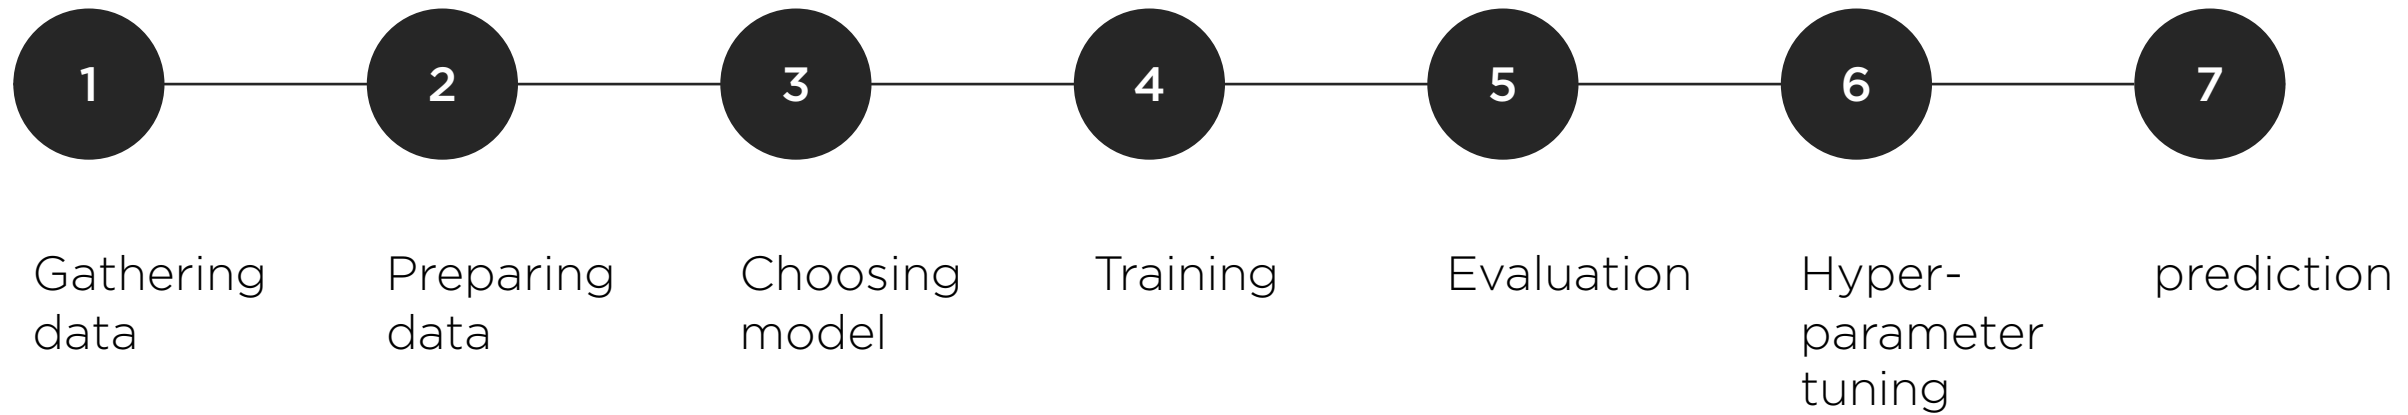 1 2 3 4 5 6 7
Gathering
data
Preparing
data
Choosing
model
Training
Evaluation
Hyper-
parameter
tuning
prediction